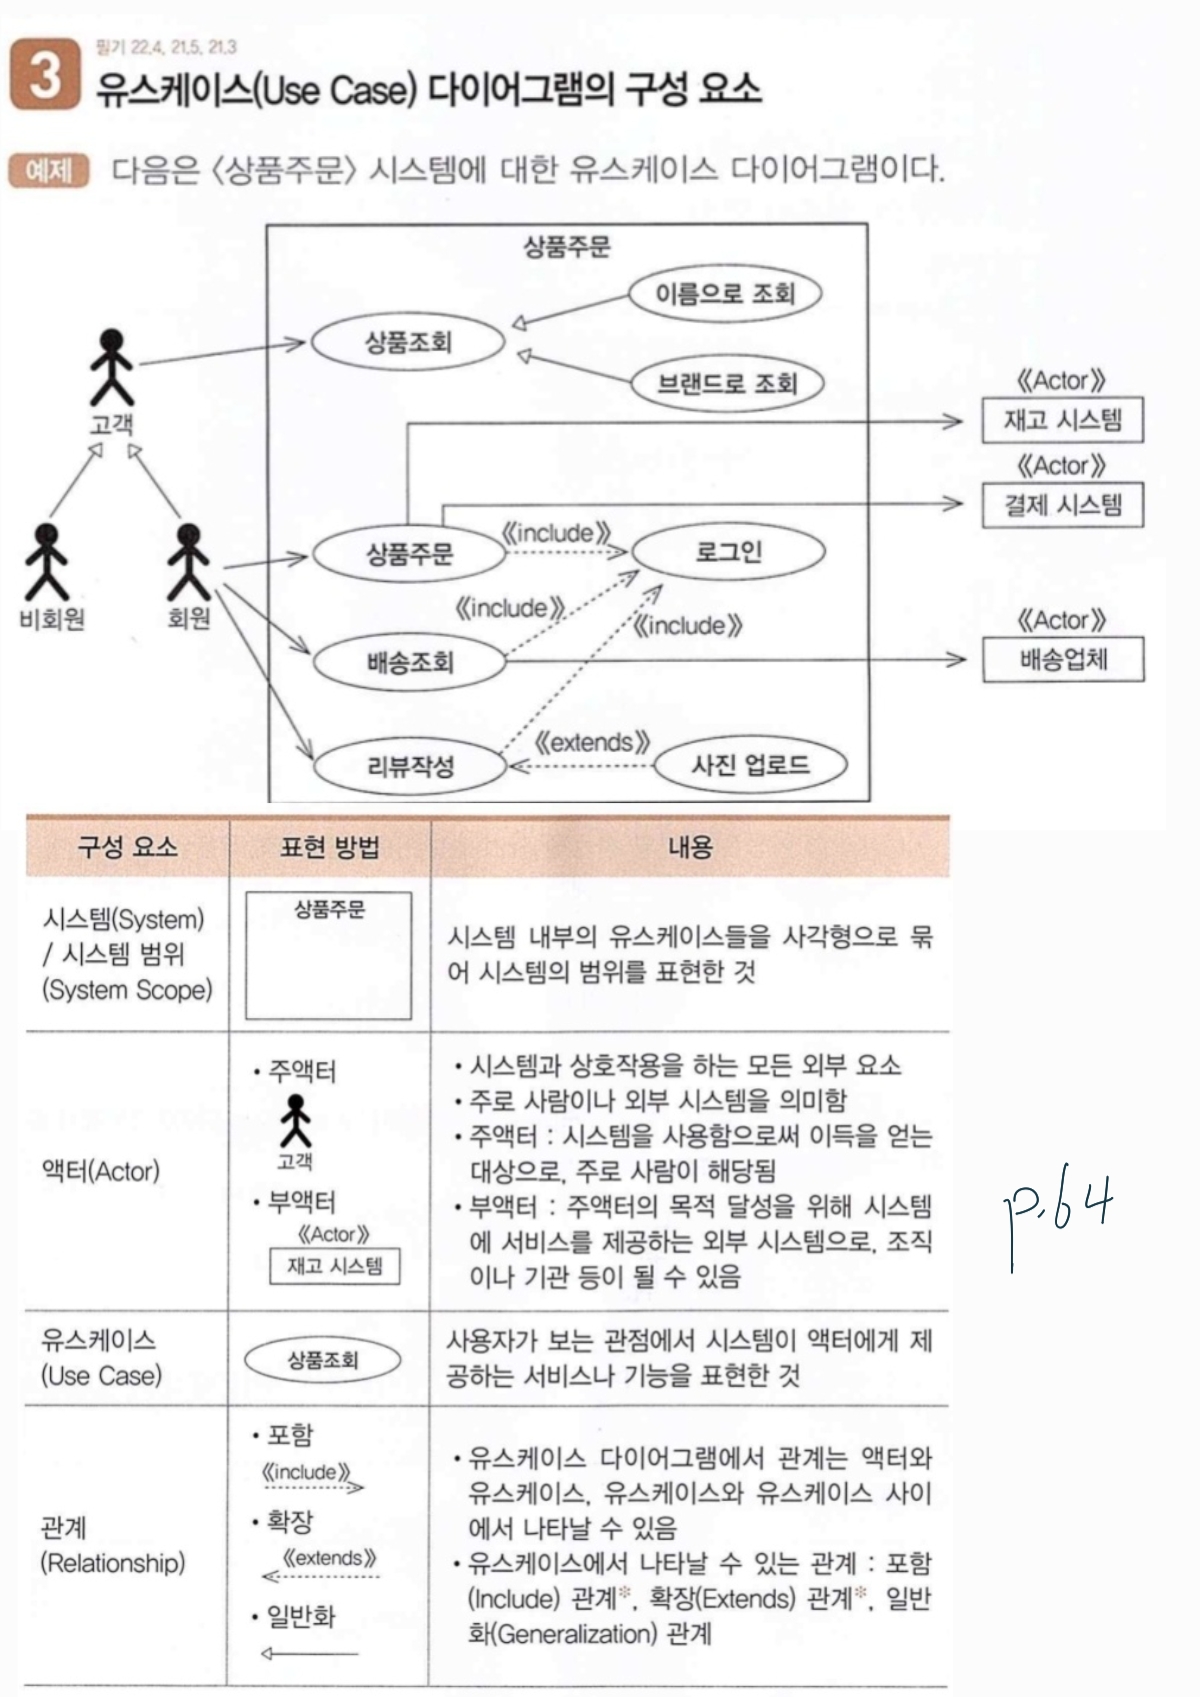 3
필기 22.4, 21.5, 21.3
유스케이스(Use Case) 다이어그램의 구성 요소
예제 다음은 〈상품주문〉 시스템에 대한 유스케이스 다이어그램이다.
상품주문
이름으로 조회
상품조회
브랜드로 조회
고객
《Actor》
재고 시스템
《Actor》
결제 시스템
상품주문
《include》
로그인
비회원
회원
《include》
《include》
《Actor》
배송조회
배송업체
《extends》
리뷰작성
사진 업로드
구성 요소 표현 방법 내용
시스템(System)
/ 시스템 범위
(System Scope)
상품주문
시스템 내부의 유스케이스들을 사각형으로 묶
어 시스템의 범위를 표현한 것
액터(Actor)
• 주액터
고객
• 부액터
《Actor》
재고 시스템
• 시스템과 상호작용을 하는 모든 외부 요소
• 주로 사람이나 외부 시스템을 의미함
• 주액터 : 시스템을 사용함으로써 이득을 얻는
대상으로, 주로 사람이 해당됨
• 부액터 : 주액터의 목적 달성을 위해 시스템
에 서비스를 제공하는 외부 시스템으로, 조직
이나 기관 등이 될 수 있음
p.64
유스케이스
(Use Case)
상품조회
사용자가 보는 관점에서 시스템이 액터에게 제
공하는 서비스나 기능을 표현한 것
관계
(Relationship)
• 포함
《include》
• 확장
《extends》
• 일반화
• 유스케이스 다이어그램에서 관계는 액터와
유스케이스, 유스케이스와 유스케이스 사이
에서 나타날 수 있음
• 유스케이스에서 나타날 수 있는 관계 : 포함
(Include) 관계*, 확장(Extends) 관계*, 일반
화(Generalization) 관계